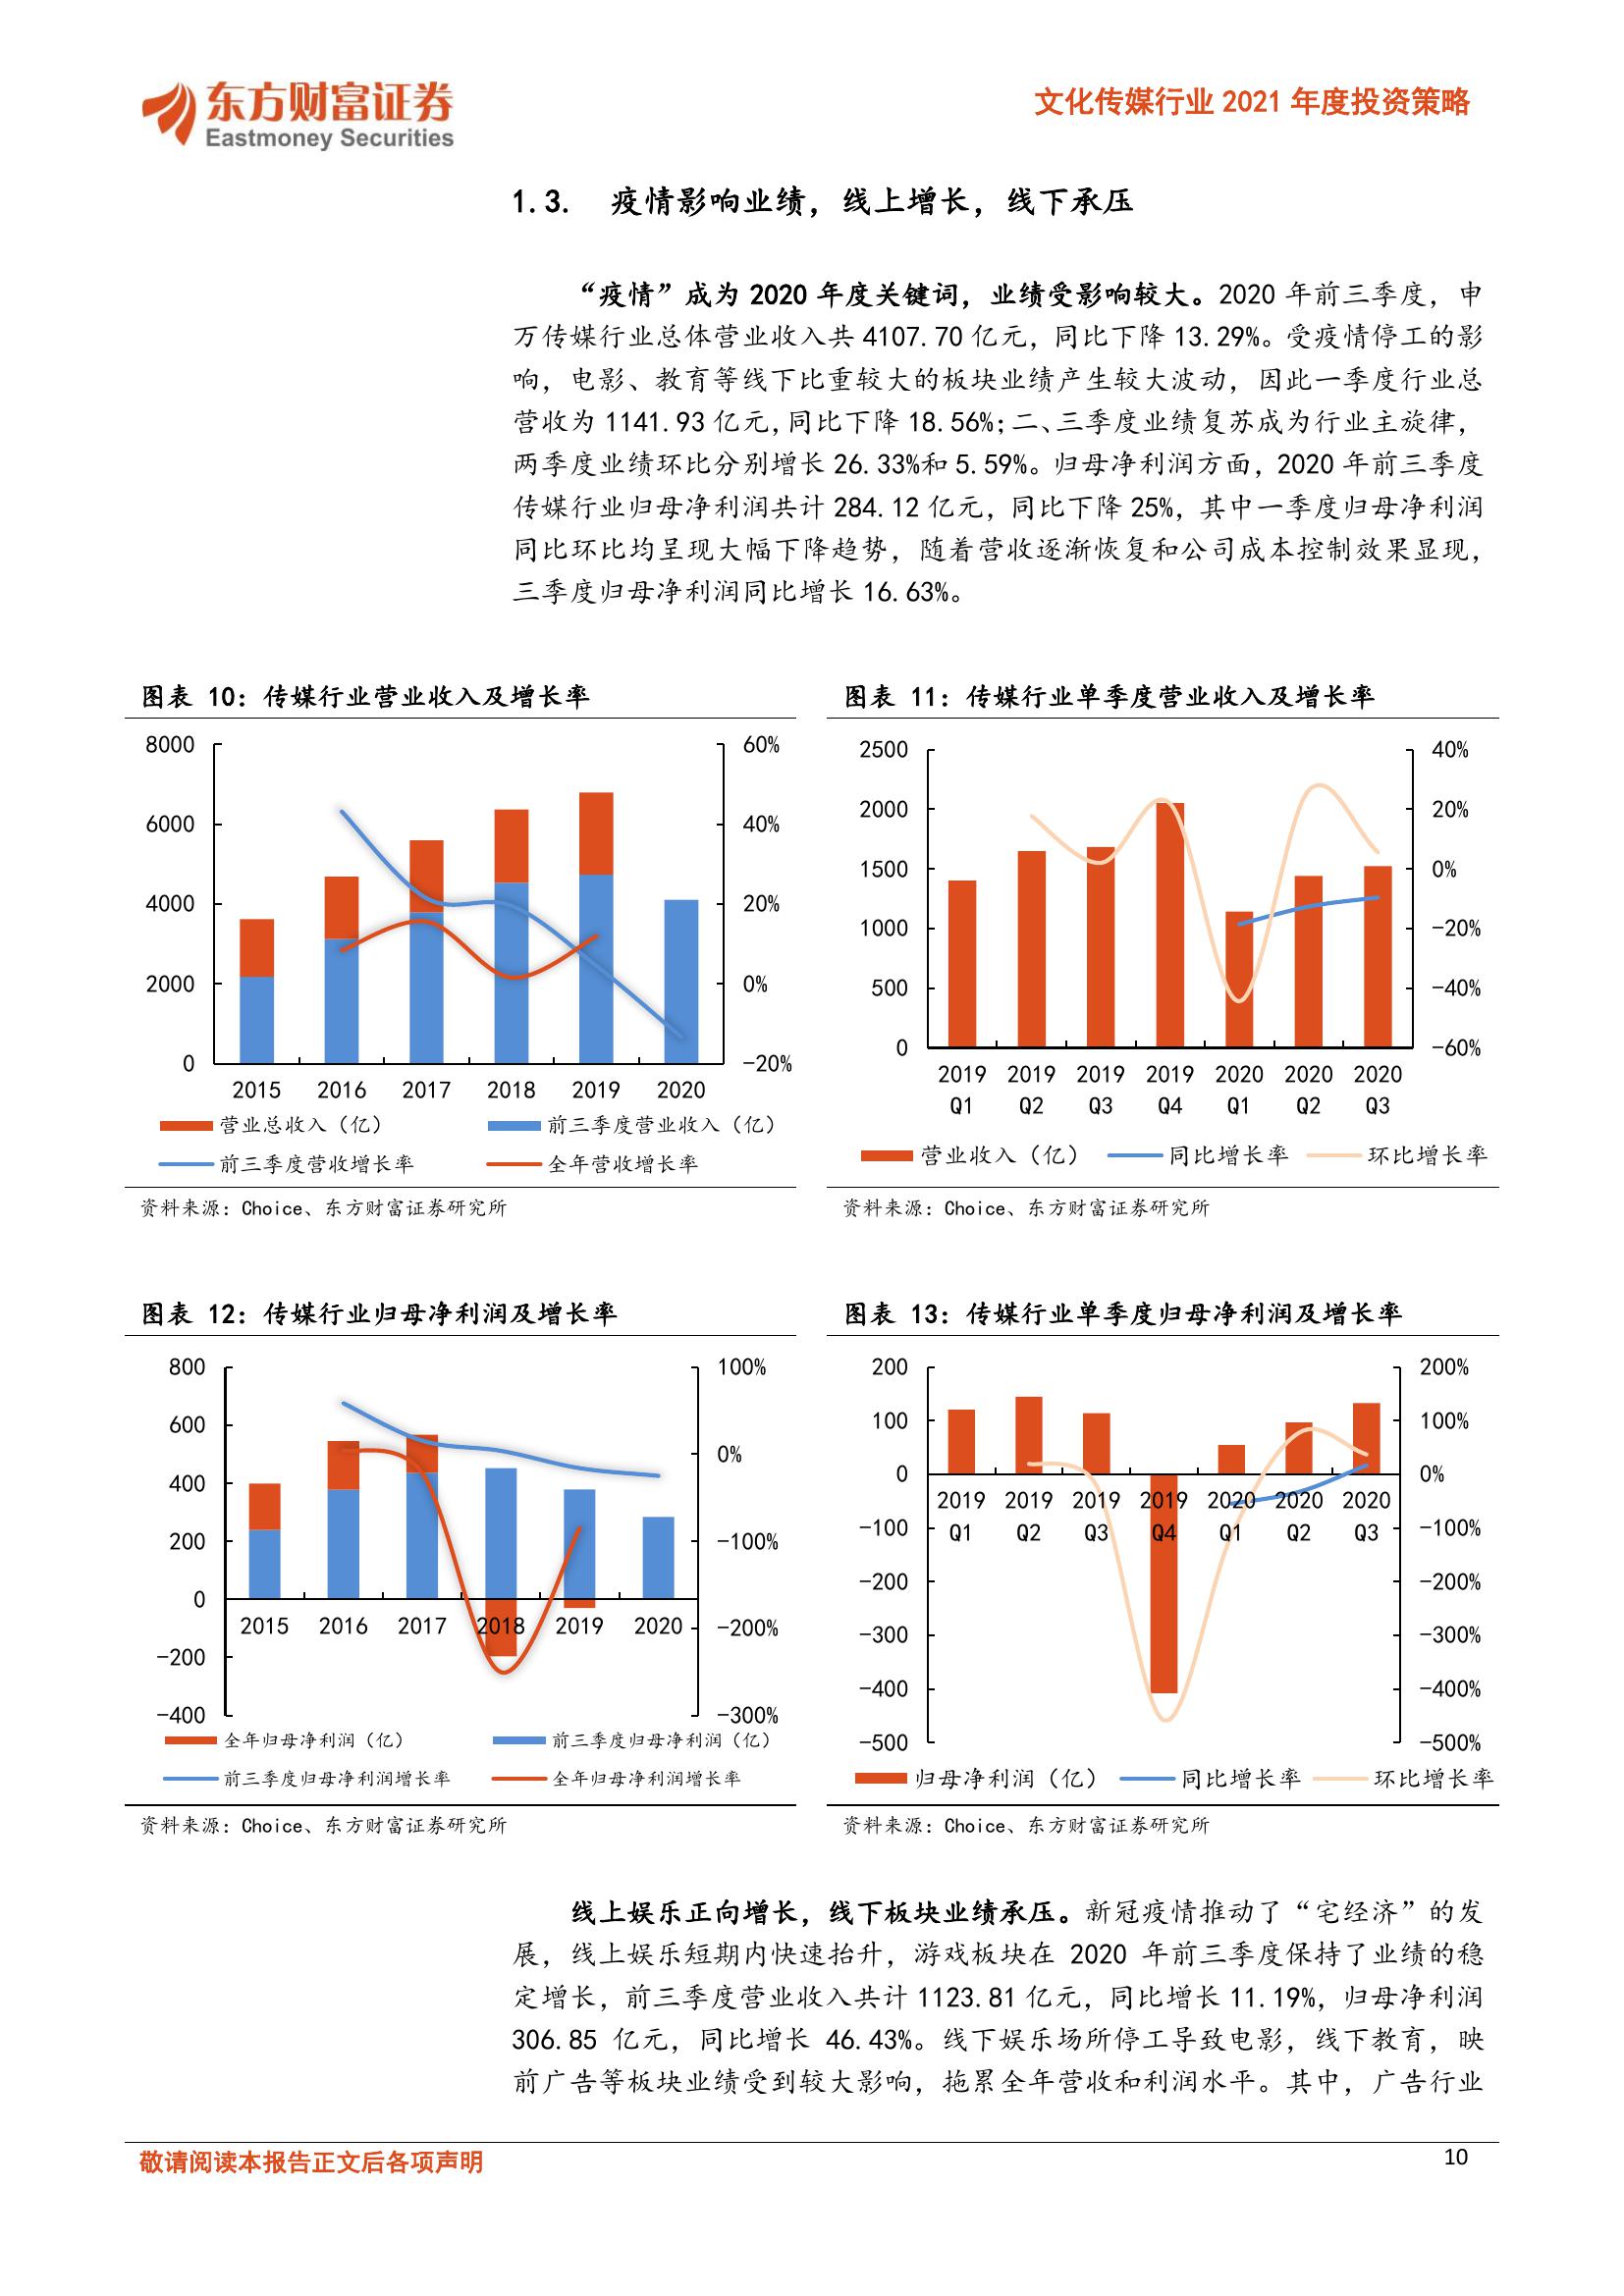 东方财富证券
Eastmoney Securities
文化传媒行业 2021 年度投资策略
1.3. 疫情影响业绩，线上增长，线下承压
“疫情”成为 2020 年度关键词，业绩受影响较大。2020 年前三季度，申
万传媒行业总体营业收入共 4107.70 亿元，同比下降 13.29%。受疫情停工的影
响，电影、教育等线下比重较大的板块业绩产生较大波动，因此一季度行业总
营收为 1141.93 亿元，同比下降 18.56%；二、三季度业绩复苏成为行业主旋律，
两季度业绩环比分别增长 26.33%和 5.59%。归母净利润方面，2020 年前三季度
传媒行业归母净利润共计 284.12 亿元，同比下降 25%，其中一季度归母净利润
同比环比均呈现大幅下降趋势，随着营收逐渐恢复和公司成本控制效果显现，
三季度归母净利润同比增长 16.63%。
图表 10：传媒行业营业收入及增长率
8000
6000
4000
2000
0
60%
40%
20%
0%
-20%
2015 2016 2017 2018 2019 2020
营业总收入（亿） 前三季度营业收入（亿）
前三季度营收增长率 全年营收增长率
资料来源：Choice、东方财富证券研究所
图表 11：传媒行业单季度营业收入及增长率
2500
2000
1500
1000
500
0
40%
20%
0%
-20%
-40%
-60%
2019 2019 2019 2019 2020 2020 2020
Q1 Q2 Q3 Q4 Q1 Q2 Q3
营业收入（亿） 同比增长率 环比增长率
资料来源：Choice、东方财富证券研究所
图表 12：传媒行业归母净利润及增长率
800
600
400
200
0
-200
-400
100%
0%
-100%
-200%
-300%
2015 2016 2017 2018 2019 2020
全年归母净利润（亿） 前三季度归母净利润（亿）
前三季度归母净利润增长率 全年归母净利润增长率
资料来源：Choice、东方财富证券研究所
图表 13：传媒行业单季度归母净利润及增长率
200
100
0
-100
-200
-300
-400
-500
200%
100%
0%
-100%
-200%
-300%
-400%
-500%
2019 2019 2019 2019 2020 2020 2020
Q1 Q2 Q3 Q4 Q1 Q2 Q3
归母净利润（亿） 同比增长率 环比增长率
资料来源：Choice、东方财富证券研究所
线上娱乐正向增长，线下板块业绩承压。新冠疫情推动了“宅经济”的发
展，线上娱乐短期内快速抬升，游戏板块在 2020 年前三季度保持了业绩的稳
定增长，前三季度营业收入共计 1123.81 亿元，同比增长 11.19%，归母净利润
306.85 亿元，同比增长 46.43%。线下娱乐场所停工导致电影，线下教育，映
前广告等板块业绩受到较大影响，拖累全年营收和利润水平。其中，广告行业
敬请阅读本报告正文后各项声明
10